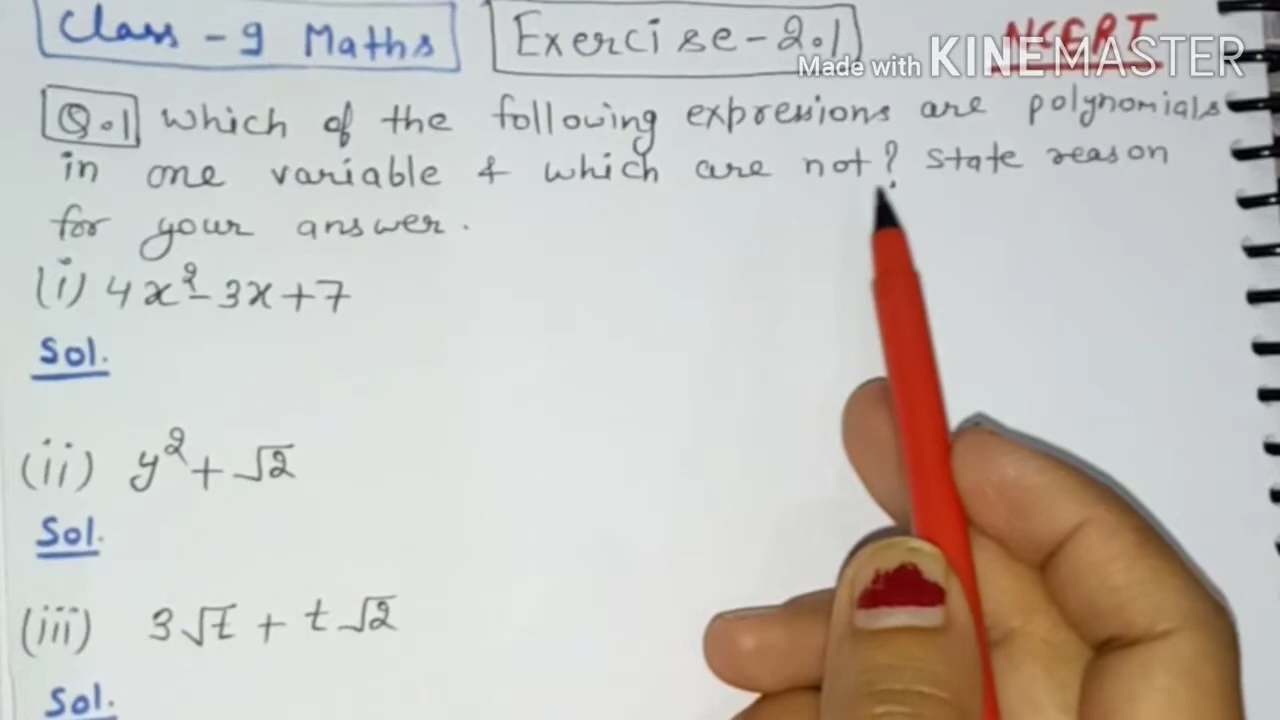 Class - 9 Maths Exercise - 2.1 NCERT
Made with KINEMASTER
Q.1 Which of the following expressions are polynomials
in one variable & which are not? State reason
for your answer.
(i) 4x² - 3x + 7
Sol.
(ii) y² + √2
Sol.
(iii) 3√t + t√2
Sol.